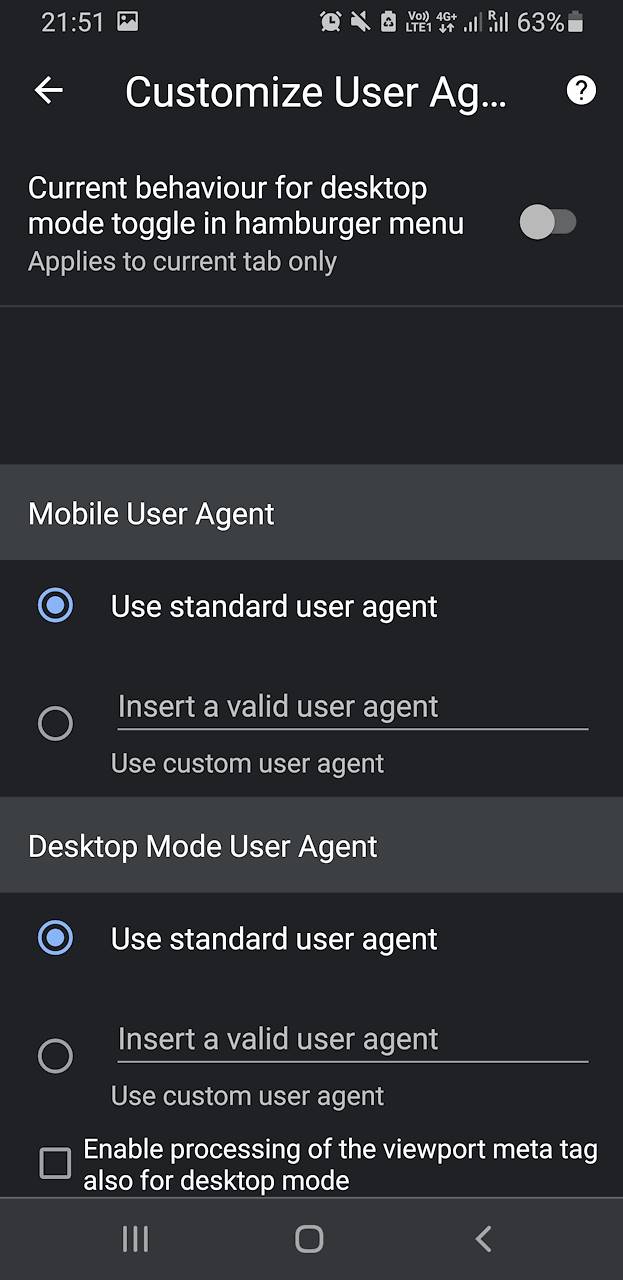 21:51 Vo)) LTE1 4G+ R 63%
Customize User Ag... ?
Current behaviour for desktop
mode toggle in hamburger menu
Applies to current tab only
Mobile User Agent
Use standard user agent
Insert a valid user agent
Use custom user agent
Desktop Mode User Agent
Use standard user agent
Insert a valid user agent
Use custom user agent
Enable processing of the viewport meta tag
also for desktop mode